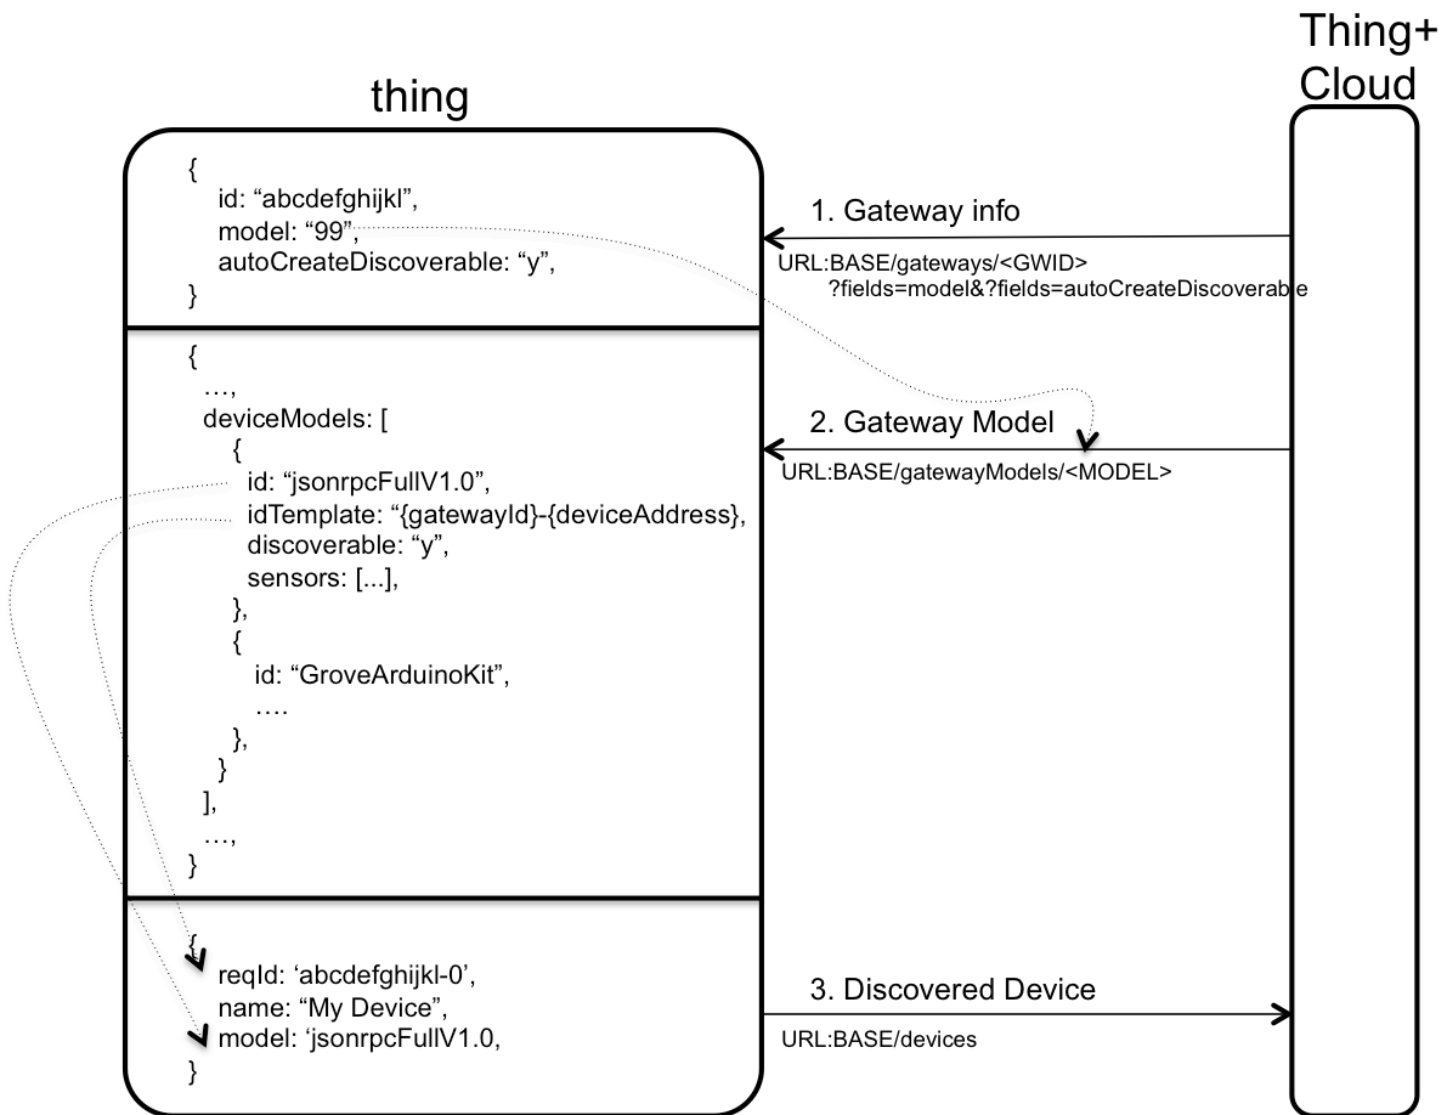 Thing+
Cloud
thing
{
id: “abcdefghijkl”,
model: “99”,
autoCreateDiscoverable: “y”,
}
1. Gateway info
URL:BASE/gateways/<GWID>
?fields=model&?fields=autoCreateDiscoverable
{
…,
deviceModels: [
{
id: “jsonrpcFullV1.0”,
idTemplate: “{gatewayId}-{deviceAddress},
discoverable: “y”,
sensors: [...],
},
{
id: “GroveArduinoKit”,
….
},
}
],
…,
}
2. Gateway Model
URL:BASE/gatewayModels/<MODEL>
{
reqId: ‘abcdefghijkl-0’,
name: “My Device”,
model: ‘jsonrpcFullV1.0,
}
3. Discovered Device
URL:BASE/devices